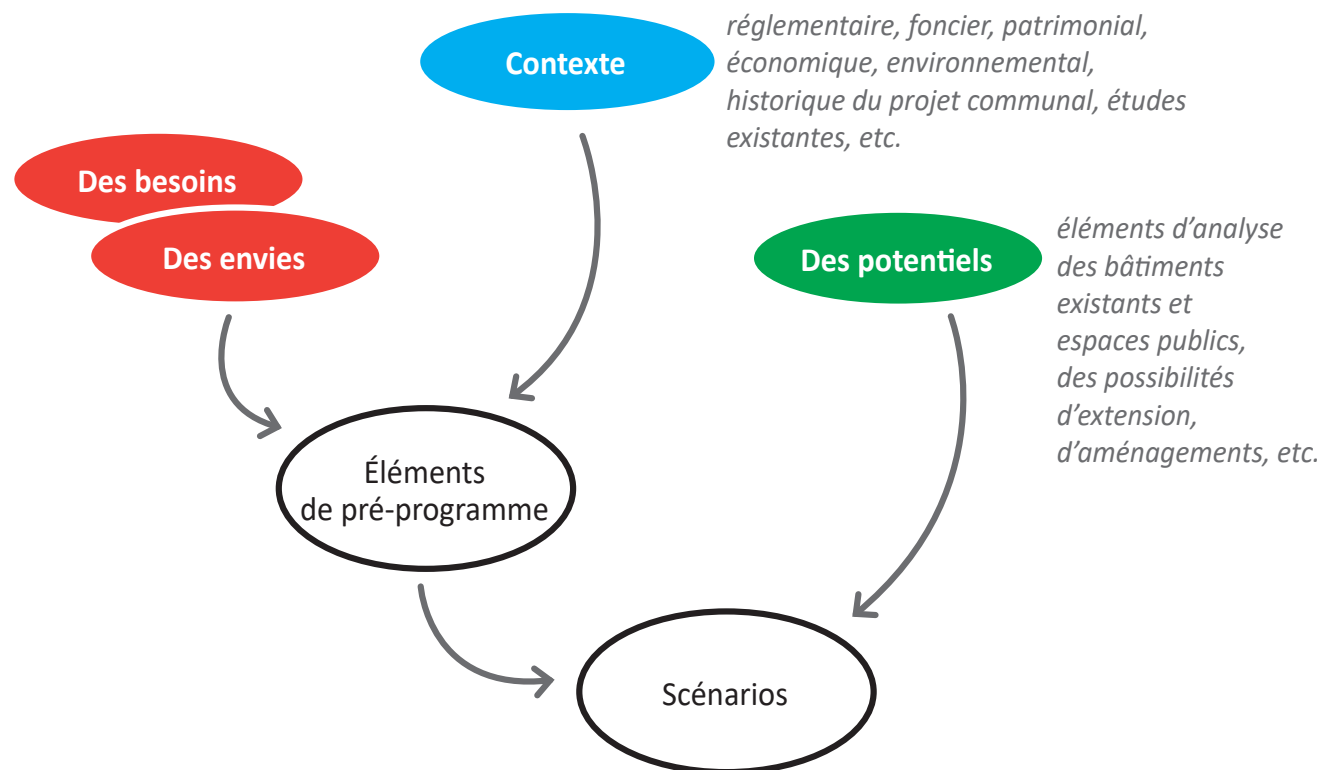 Contexte
réglementaire, foncier, patrimonial,
économique, environnemental,
historique du projet communal, études
existantes, etc.
Des besoins
Des envies
Des potentiels
éléments d’analyse
des bâtiments
existants et
espaces publics,
des possibilités
d’extension,
d’aménagements, etc.
Éléments
de pré-programme
Scénarios